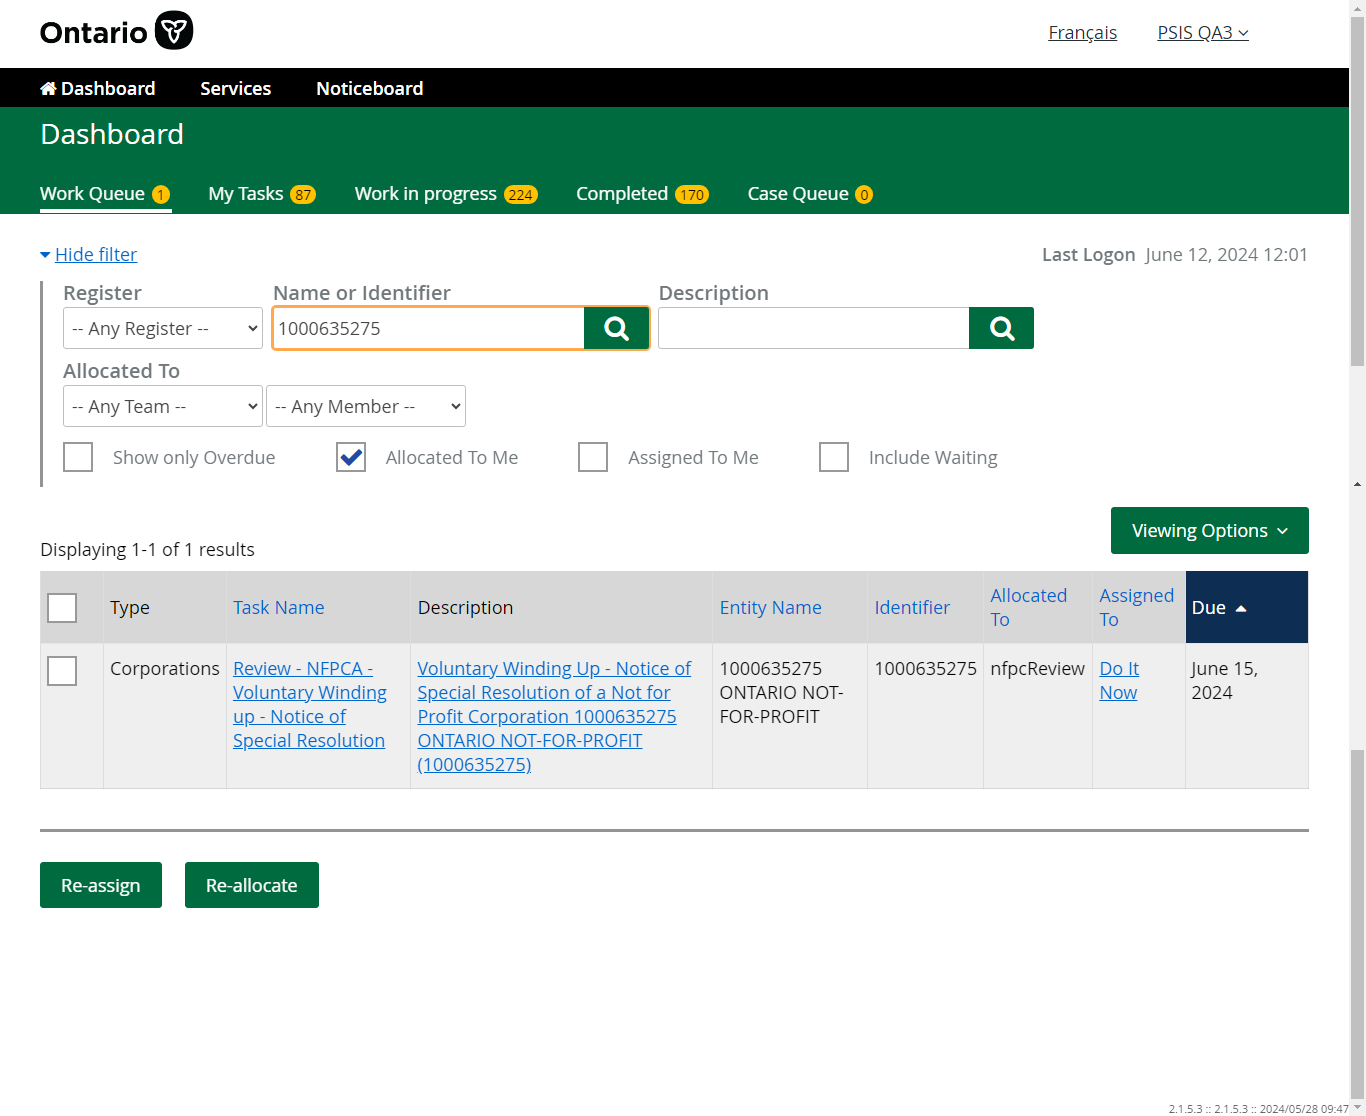 Ontario
Français PSIS QA3
Dashboard Services Noticeboard
Dashboard
Work Queue 1 My Tasks 87 Work in progress 224 Completed 170 Case Queue 0
Hide filter Last Logon June 12, 2024 12:01
Register Name or Identifier Description
-- Any Register -- 1000635275
Allocated To
-- Any Team -- -- Any Member --
Show only Overdue Allocated To Me Assigned To Me Include Waiting
Viewing Options
Displaying 1-1 of 1 results
Type Task Name Description Entity Name Identifier Allocated To Assigned To Due
Corporations
Review - NFPCA -
Voluntary Winding
up - Notice of
Special Resolution
Voluntary Winding Up - Notice of
Special Resolution of a Not for
Profit Corporation 1000635275
ONTARIO NOT-FOR-PROFIT
(1000635275)
1000635275
ONTARIO NOT-
FOR-PROFIT
1000635275
nfpcReview
Do It
Now
June 15,
2024
Re-assign Re-allocate
2.1.5.3 :: 2.1.5.3 :: 2024/05/28 09:47